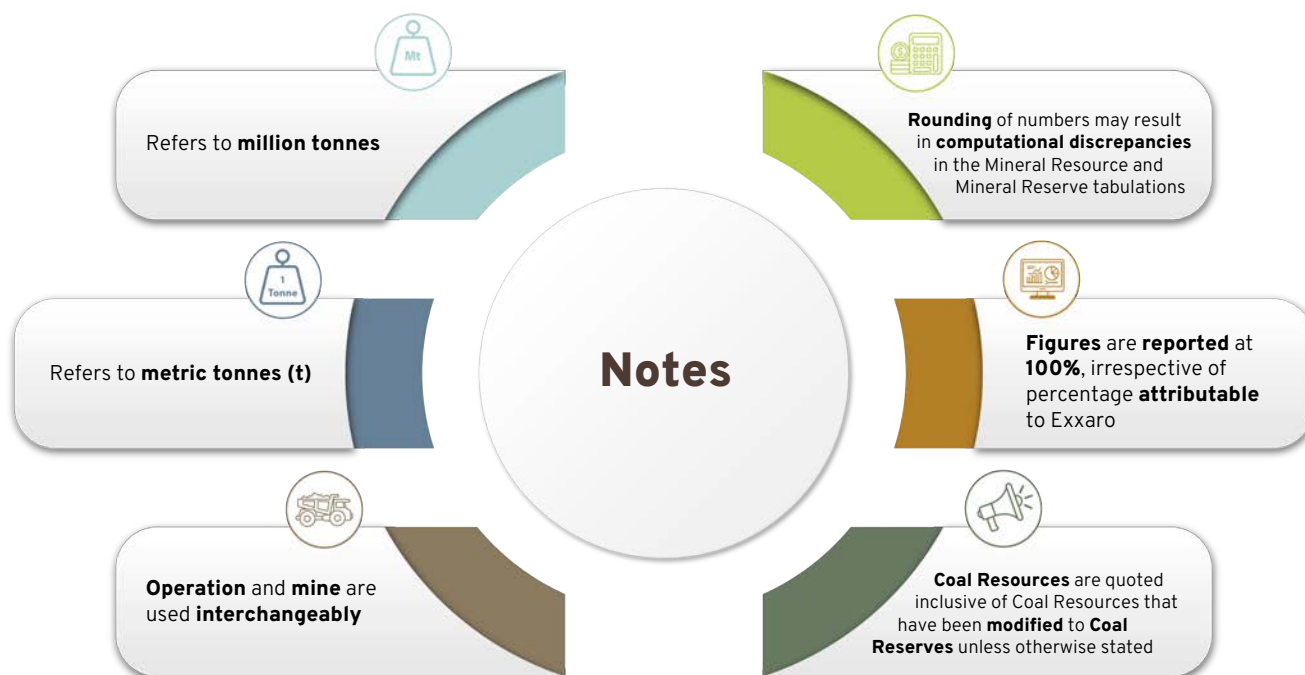 Mt
Refers to million tonnes
1
Tonne
Refers to metric tonnes (t)
Operation and mine are
used interchangeably
Notes
Rounding of numbers may result
in computational discrepancies
in the Mineral Resource and
Mineral Reserve tabulations
Figures are reported at
100%, irrespective of
percentage attributable
to Exxaro
Coal Resources are quoted
inclusive of Coal Resources that
have been modified to Coal
Reserves unless otherwise stated